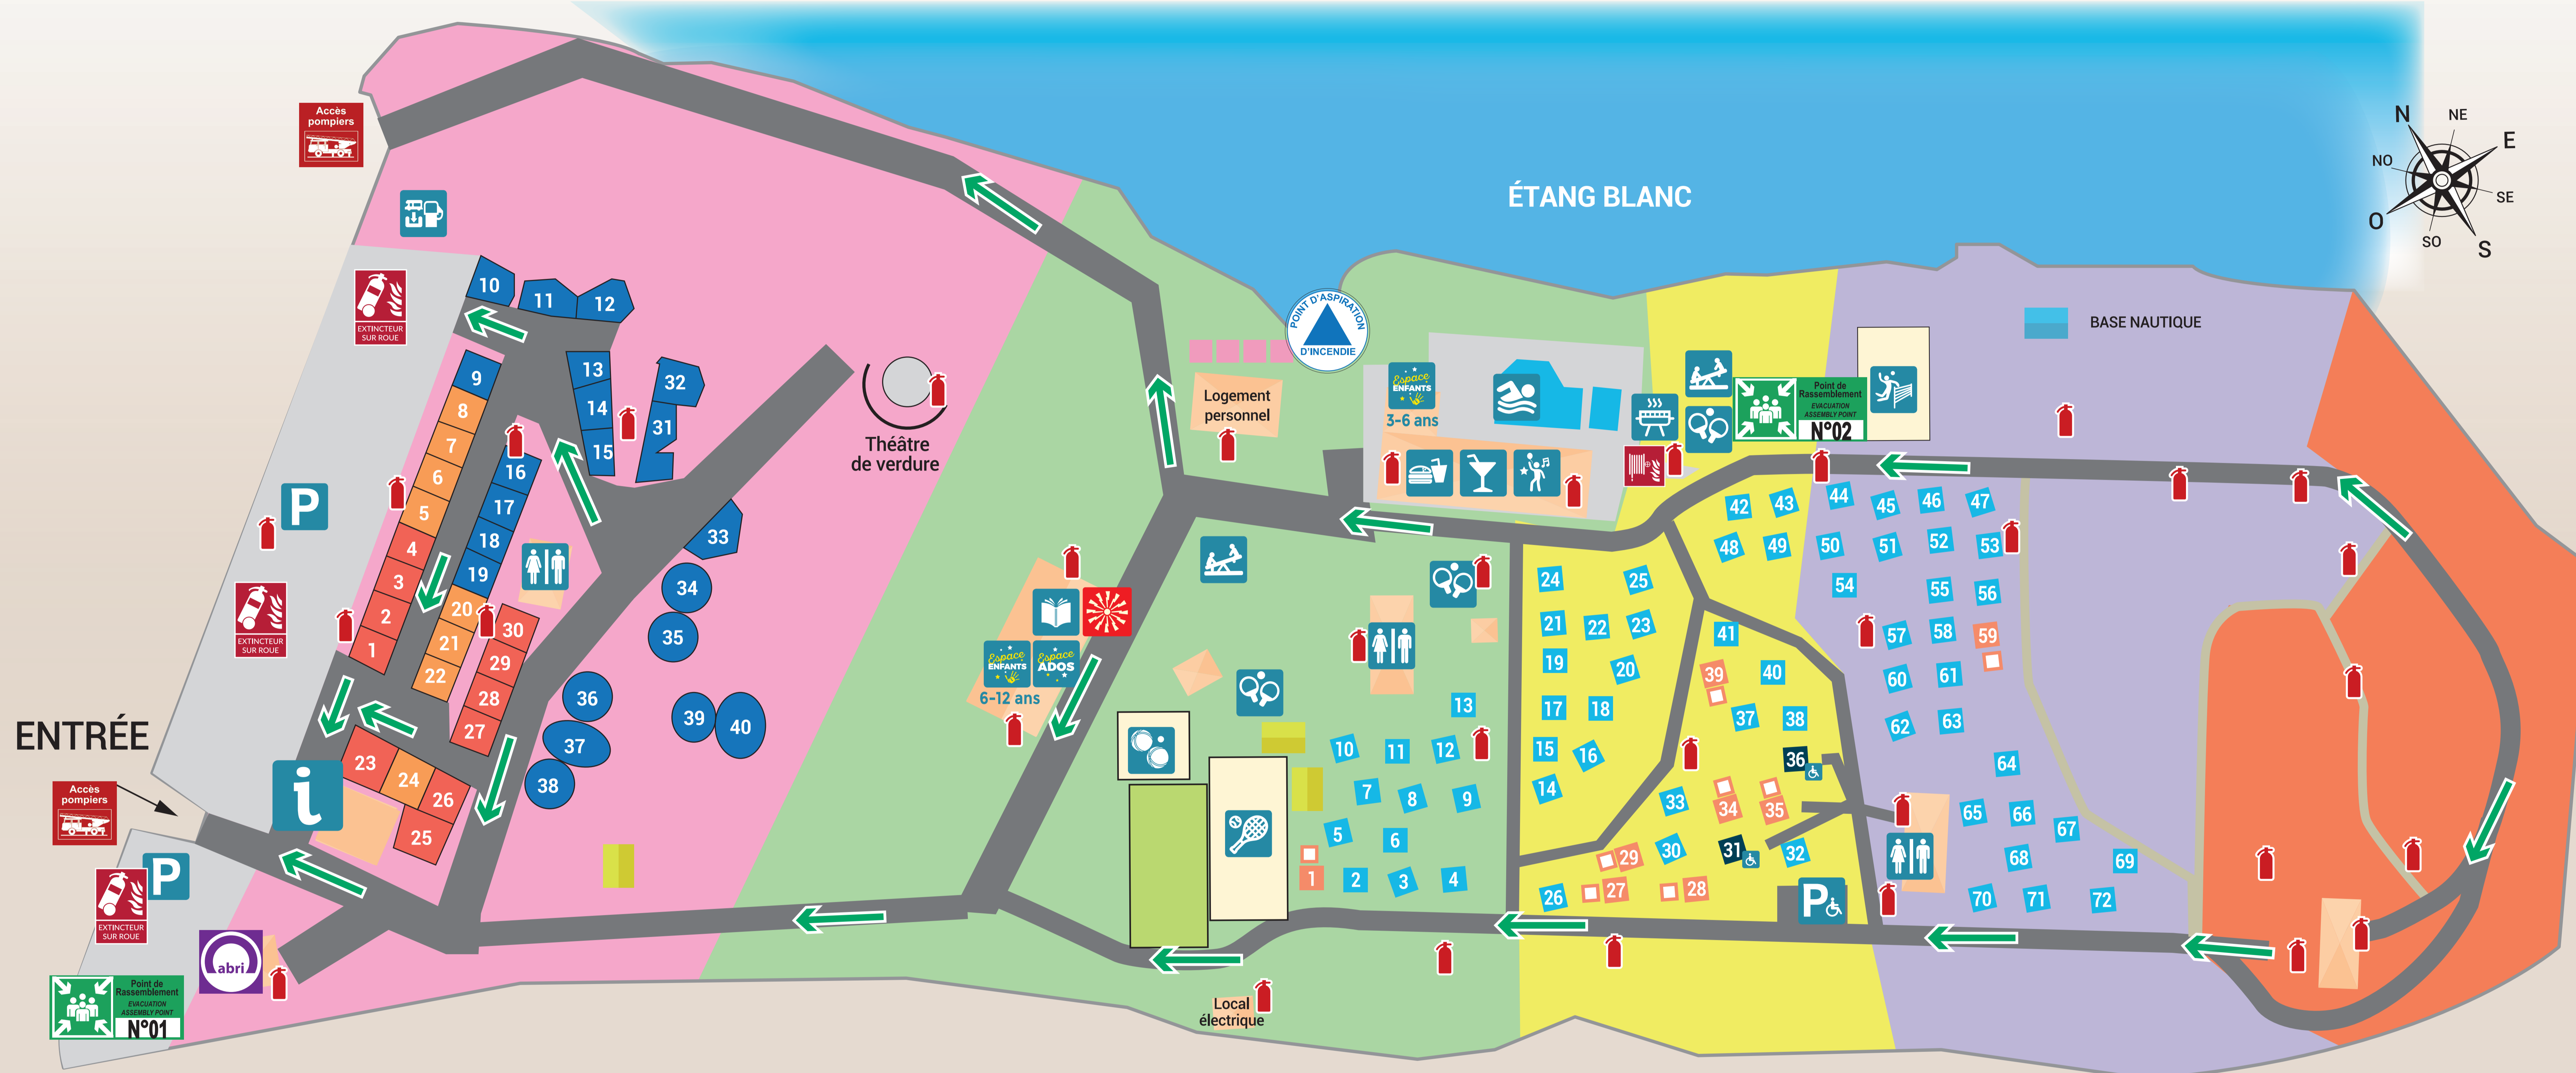 Accès
pompiers
ÉTANG BLANC
N
NE
E
NO
SE
O
SO
S
EXTINCTEUR
SUR ROUE
10
11
12
9
13
32
8
14
31
7
15
6
16
5
17
33
4
18
3
19
34
2
20
30
35
1
21
29
22
28
36
27
39
40
37
23
24
26
38
25
P
EXTINCTEUR
SUR ROUE
Théâtre
de verdure
ENTRÉE
i
Accès
pompiers
P
EXTINCTEUR
SUR ROUE
abri
Point de
Rassemblement
EVACUATION
ASSEMBLY POINT
N°01
Logement
personnel
POINT D'ASPIRATION
D'INCENDIE
Espace
ENFANTS
3-6 ans
Espace
ENFANTS
Espace
ADOS
6-12 ans
13
10
11
12
7
8
9
5
6
1
2
3
4
Local
électrique
Point de
Rassemblement
EVACUATION
ASSEMBLY POINT
N°02
BASE NAUTIQUE
42
43
44
45
46
47
48
49
50
51
52
53
24
25
54
55
56
21
22
23
41
57
58
59
19
20
39
40
60
61
17
18
37
38
62
63
15
16
36
64
14
33
34
35
65
66
67
29
30
31
32
68
69
26
27
28
P
70
71
72